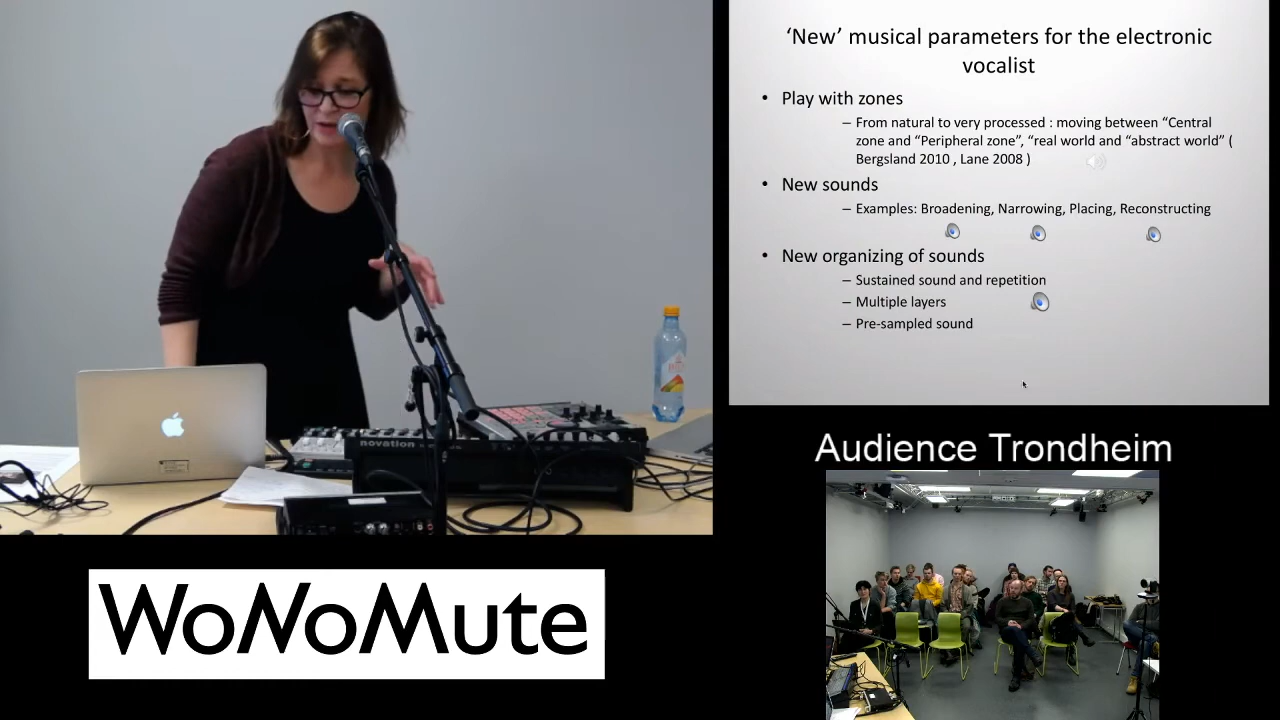 'New' musical parameters for the electronic
vocalist
• Play with zones
– From natural to very processed : moving between “Central
zone and “Peripheral zone”, “real world and “abstract world” (
Bergsland 2010 , Lane 2008 )
• New sounds
– Examples: Broadening, Narrowing, Placing, Reconstructing
• New organizing of sounds
– Sustained sound and repetition
– Multiple layers
– Pre-sampled sound
novation
Audience Trondheim
WoNoMute